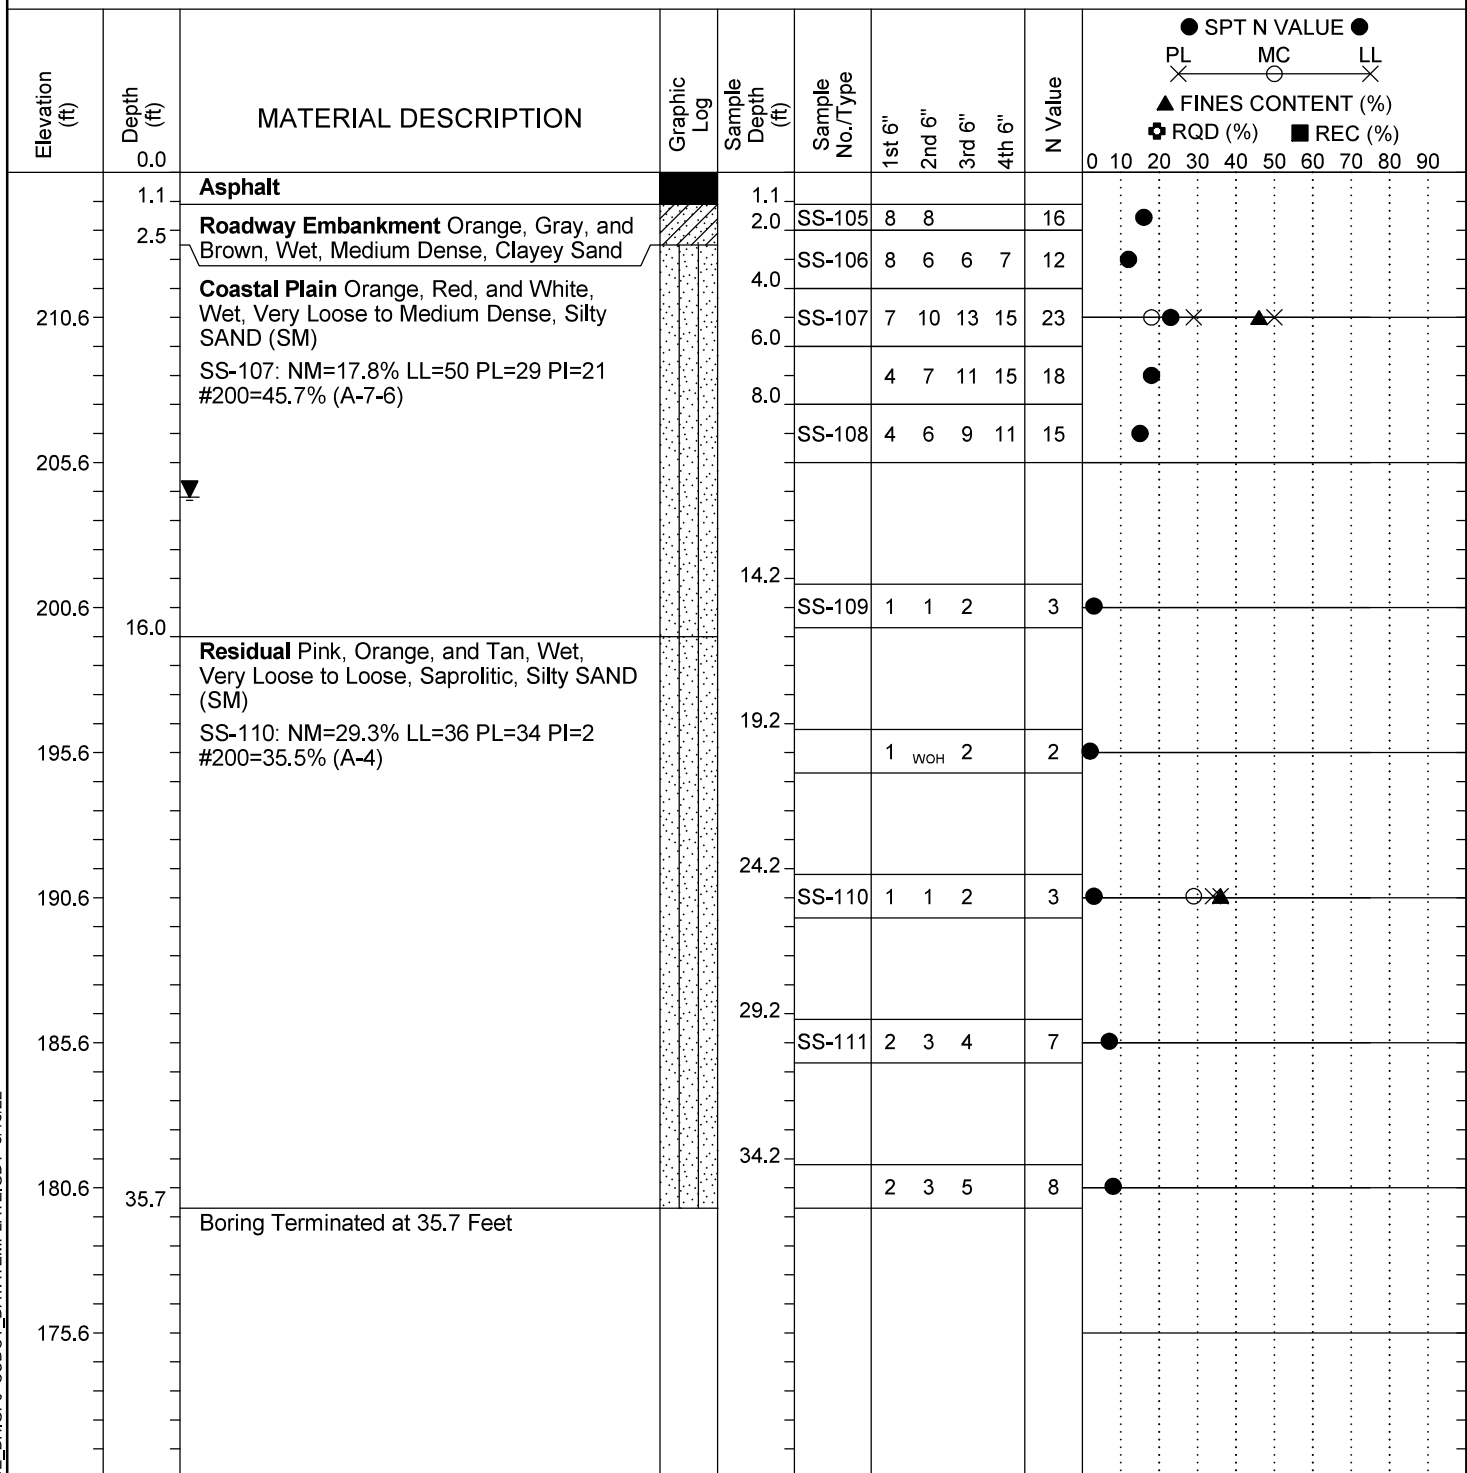 ● SPT N VALUE ●
PL MC LL
▲ FINES CONTENT (%)
RQD (%) ■ REC (%)
Elevation (ft)
Depth (ft)
MATERIAL DESCRIPTION
Graphic Log
Sample Depth (ft)
Sample No./Type
1st 6"
2nd 6"
3rd 6"
4th 6"
N Value
0.0
0 10 20 30 40 50 60 70 80 90
1.1 Asphalt 1.1
Roadway Embankment Orange, Gray, and 2.0 SS-105 8 8 16
2.5 Brown, Wet, Medium Dense, Clayey Sand
SS-106 8 6 6 7 12
4.0
Coastal Plain Orange, Red, and White,
Wet, Very Loose to Medium Dense, Silty
SAND (SM)
210.6 SS-107 7 10 13 15 23
6.0
SS-107: NM=17.8% LL=50 PL=29 PI=21
#200=45.7% (A-7-6)
4 7 11 15 18
8.0
SS-108 4 6 9 11 15
205.6
14.2
200.6 SS-109 1 1 2 3
16.0
Residual Pink, Orange, and Tan, Wet,
Very Loose to Loose, Saprolitic, Silty SAND
(SM)
19.2
SS-110: NM=29.3% LL=36 PL=34 PI=2
#200=35.5% (A-4)
195.6 1 WOH 2 2
24.2
190.6 SS-110 1 1 2 3
29.2
185.6 SS-111 2 3 4 7
34.2
180.6 2 3 5 8
35.7
Boring Terminated at 35.7 Feet
175.6